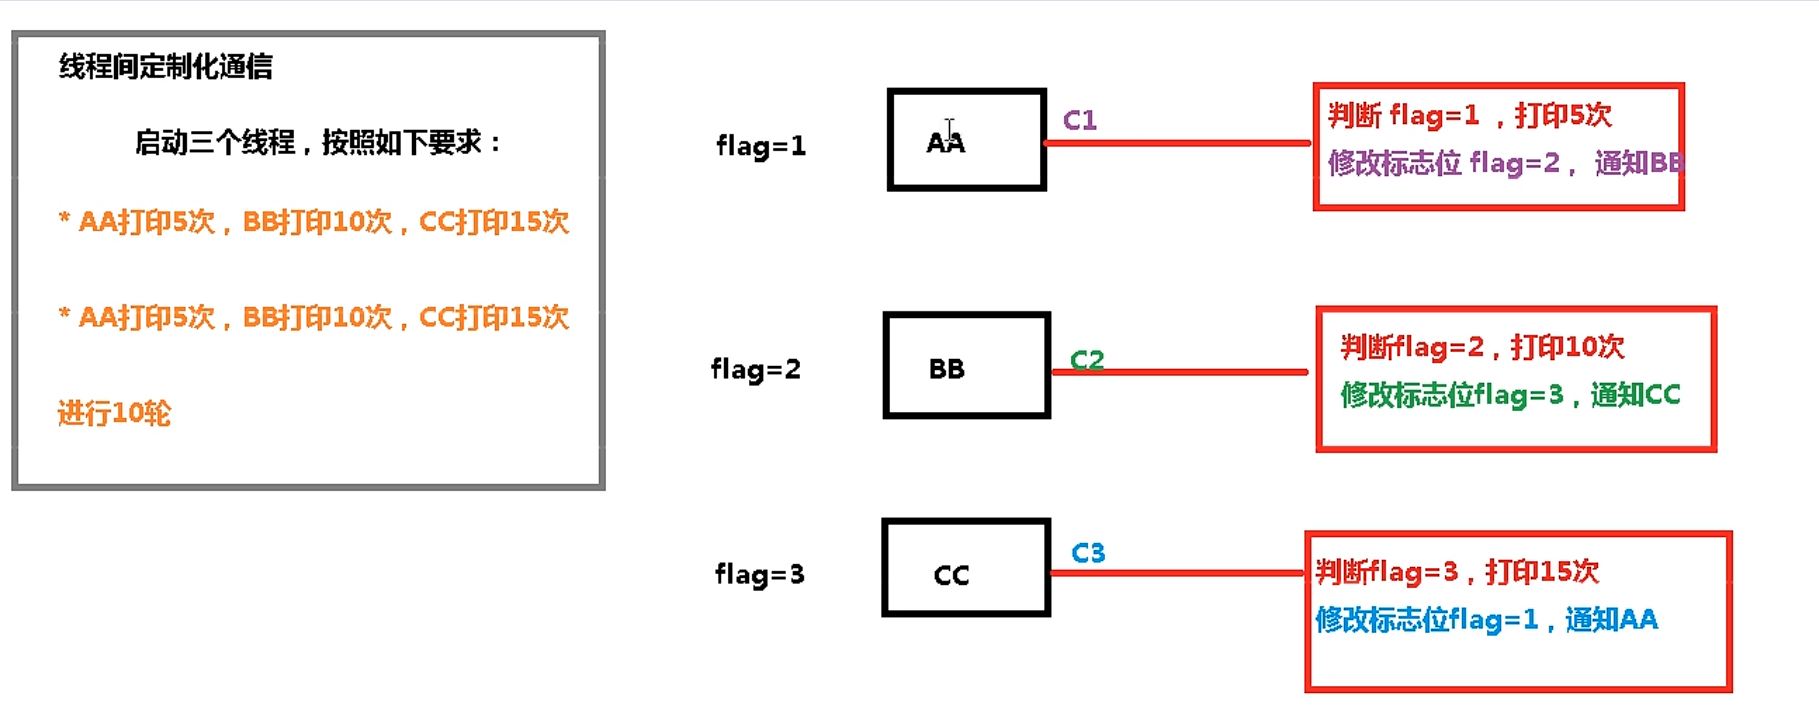 线程间定制化通信
启动三个线程，按照如下要求：
* AA打印5次，BB打印10次，CC打印15次
* AA打印5次，BB打印10次，CC打印15次
进行10轮
flag=1
AA
C1
判断 flag=1 ，打印5次
修改标志位 flag=2， 通知BB
flag=2
BB
C2
判断flag=2，打印10次
修改标志位flag=3，通知CC
flag=3
CC
C3
判断flag=3，打印15次
修改标志位flag=1，通知AA